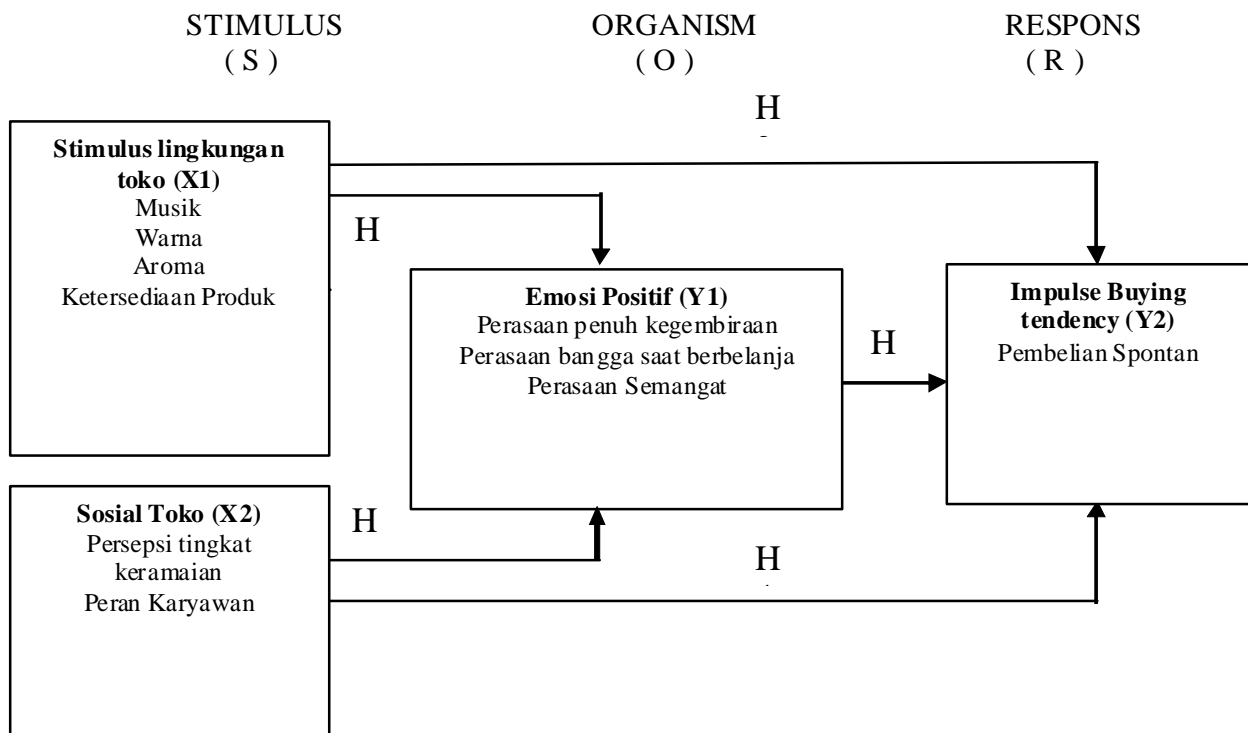 STIMULUS
( S )
ORGANISM
( O )
RESPONS
( R )
H
Stimulus lingkungan
toko (X1)
Musik
Warna
Aroma
Ketersediaan Produk
H
Emosi Positif (Y1)
Perasaan penuh kegembiraan
Perasaan bangga saat berbelanja
Perasaan Semangat
H
Impulse Buying
tendency (Y2)
Pembelian Spontan
Sosial Toko (X2)
Persepsi tingkat
keramaian
Peran Karyawan
H
H